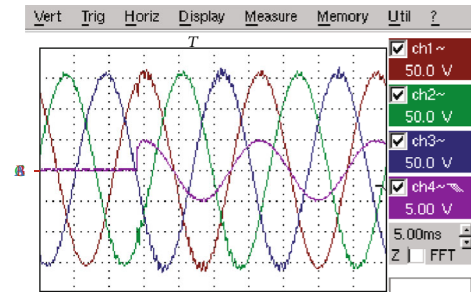 Vert Trig Horiz Display Measure Memory Util ?
T
ch1~
50.0 V
ch2~
50.0 V
ch3~
50.0 V
ch4~
5.00 V
5.00ms
Z FFT